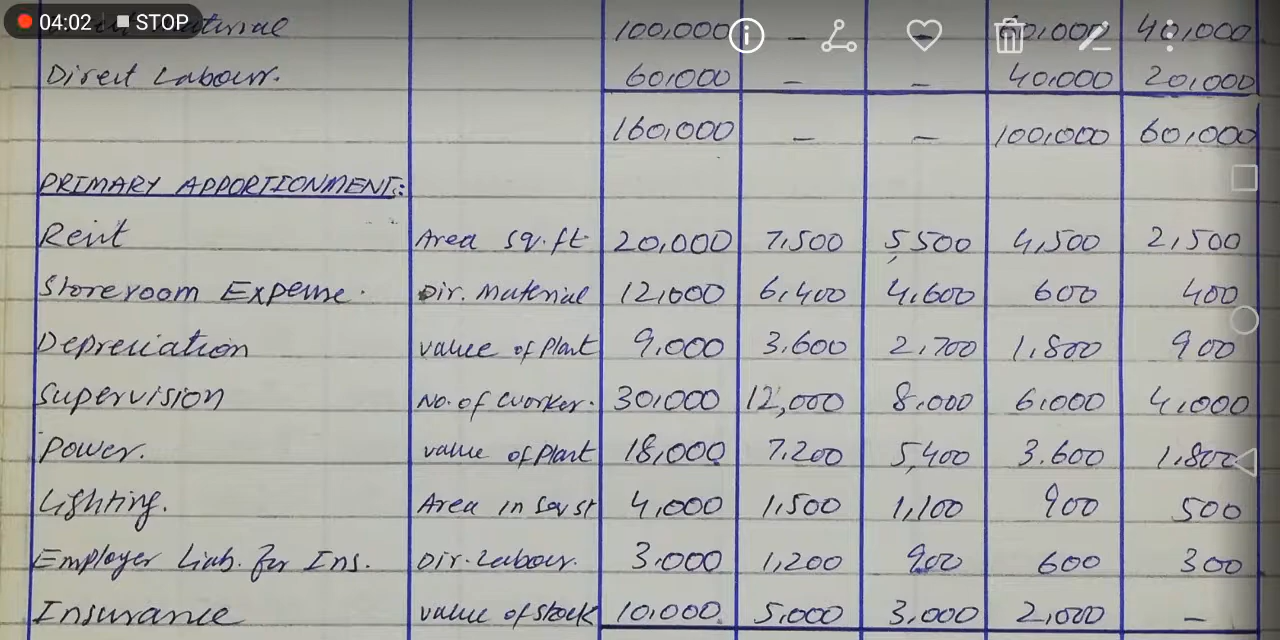 04:02 STOP
Material 100,000 – – 60,000 40,000
Direct Labour. 60,000 – – 40,000 20,000
160,000 – – 100,000 60,000
PRIMARY APPORTIONMENT:
Rent Area sq.ft 20,000 7,500 5,500 4,500 2,500
Storeroom Expense. Dir. Material 12,000 6,400 4,600 600 400
Depreciation value of Plant 9,000 3.600 2,700 1,800 900
Supervision No. of Worker. 30,000 12,000 8,000 6,000 4,000
Power. value of Plant 18,000 7.200 5,400 3.600 1,800
Lighting. Area in 4,000 1,500 1,100 900 500
Employer Liab. for Ins. Dir. Labour. 3.000 1,200 900 600 300
Insurance value of stock 10,000. 5,000 3,000 2,000 –